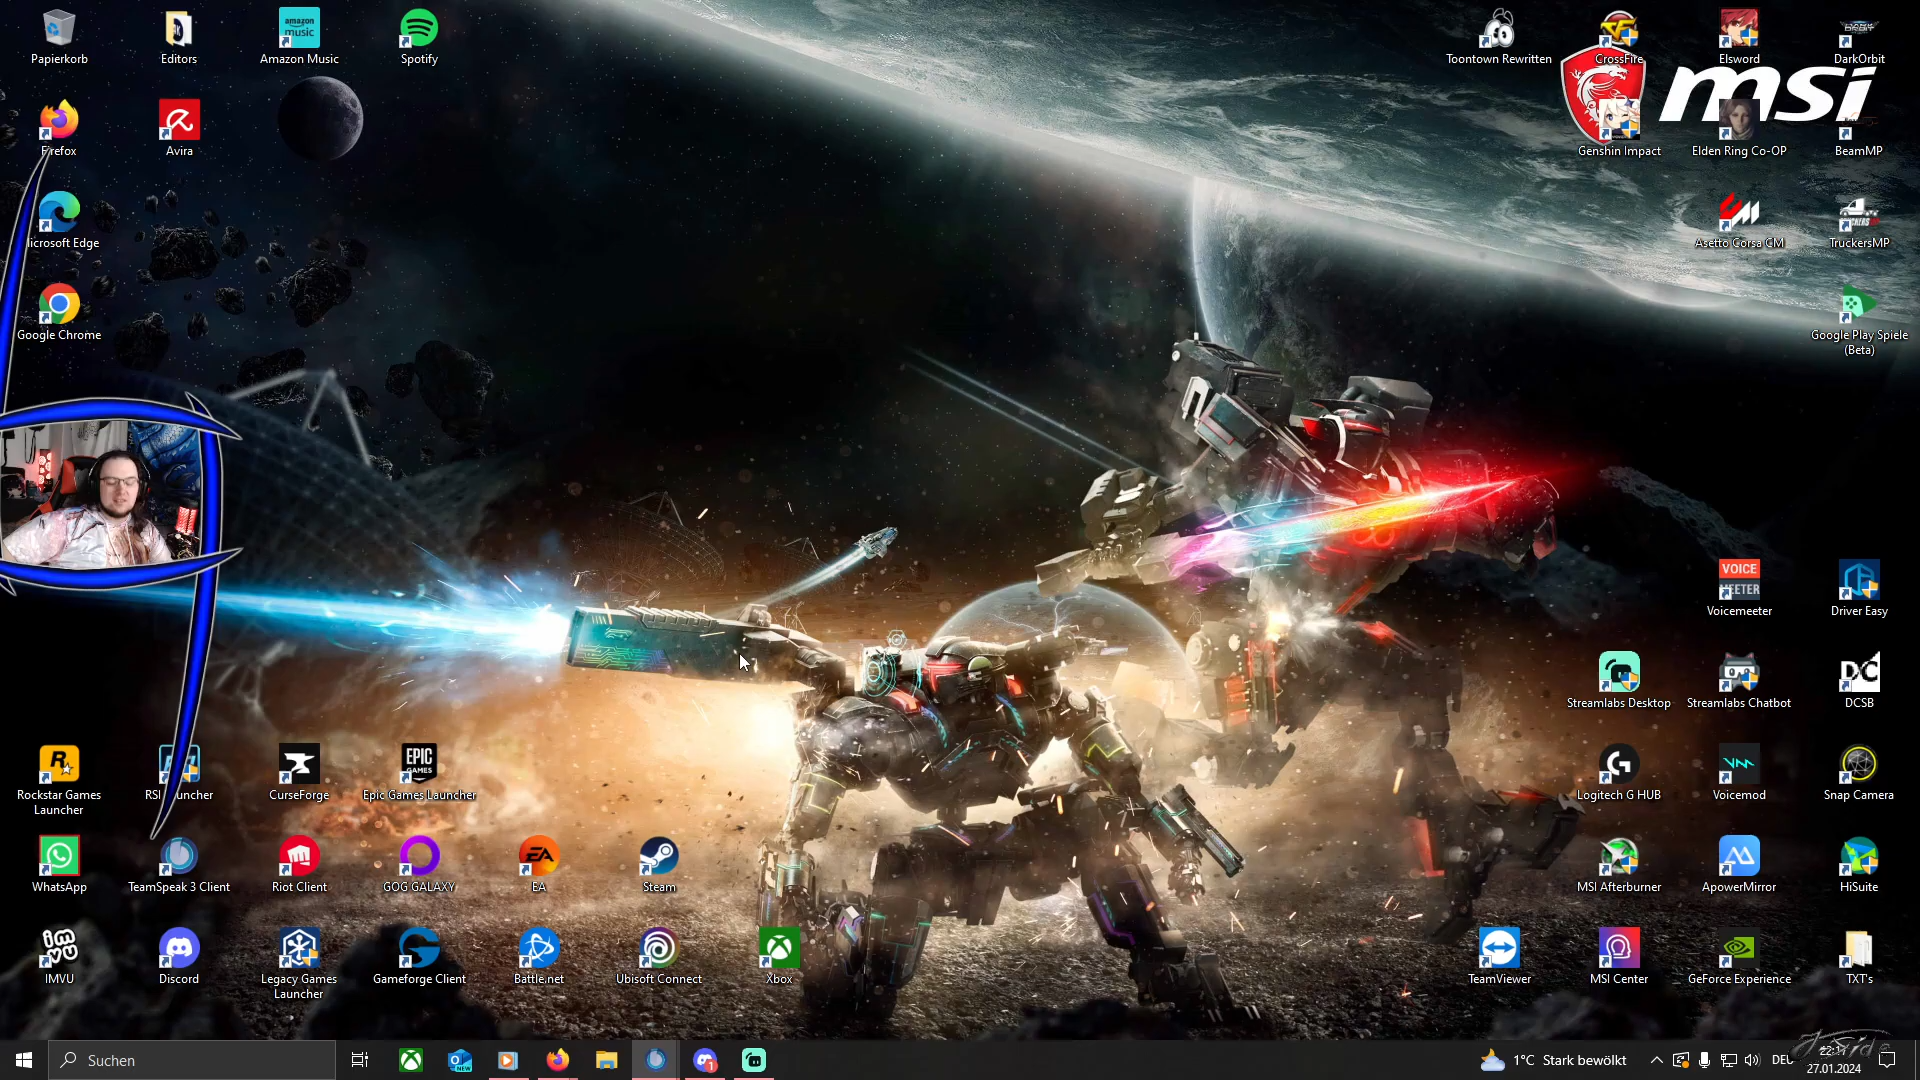 Papierkorb
Editors
Amazon Music
Spotify
Toontown Rewritten
CrossFire
Elsword
DarkOrbit
msi
Firefox
Avira
Genshin Impact
Elden Ring Co-OP
BeamMP
Microsoft Edge
Asetto Corsa CM
TruckersMP
Google Chrome
Google Play Spiele
(Beta)
VOICE
MEETER
Voicemeeter
Driver Easy
DC
Streamlabs Desktop
Streamlabs Chatbot
DCSB
EPIC
GAMES
Rockstar Games
Launcher
RSI Launcher
CurseForge
Epic Games Launcher
Logitech G HUB
Voicemod
Snap Camera
EA
WhatsApp
TeamSpeak 3 Client
Riot Client
GOG GALAXY
EA
Steam
MSI Afterburner
ApowerMirror
HiSuite
IMVU
Discord
Legacy Games
Launcher
Gameforge Client
Battle.net
Ubisoft Connect
Xbox
TeamViewer
MSI Center
GeForce Experience
TXT's
Suchen
1°C Stark bewölkt
DEU
27.01.2024